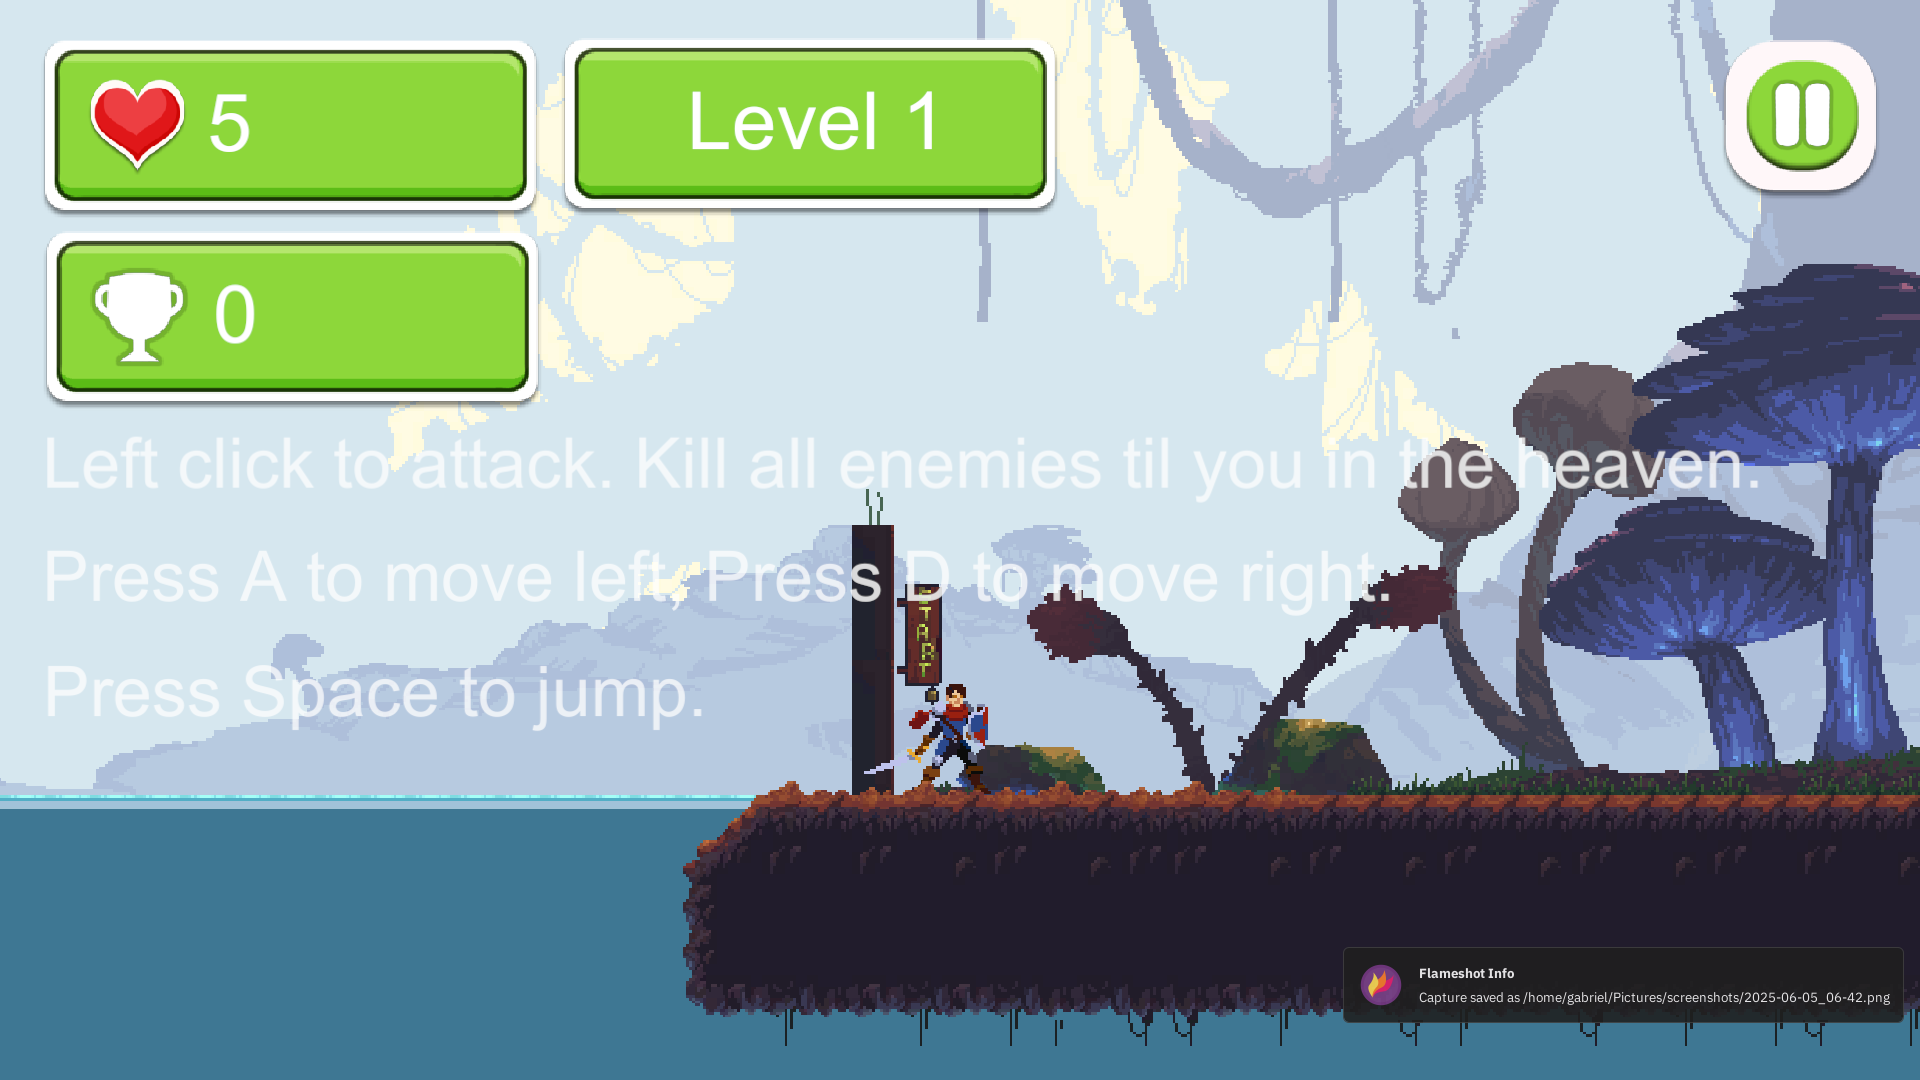 5
Level 1
0
Left click to attack. Kill all enemies til you in the heaven.
Press A to move left, Press D to move right.
Press Space to jump.
START
Flameshot Info
Capture saved as /home/gabriel/Pictures/screenshots/2025-06-05_06-42.png